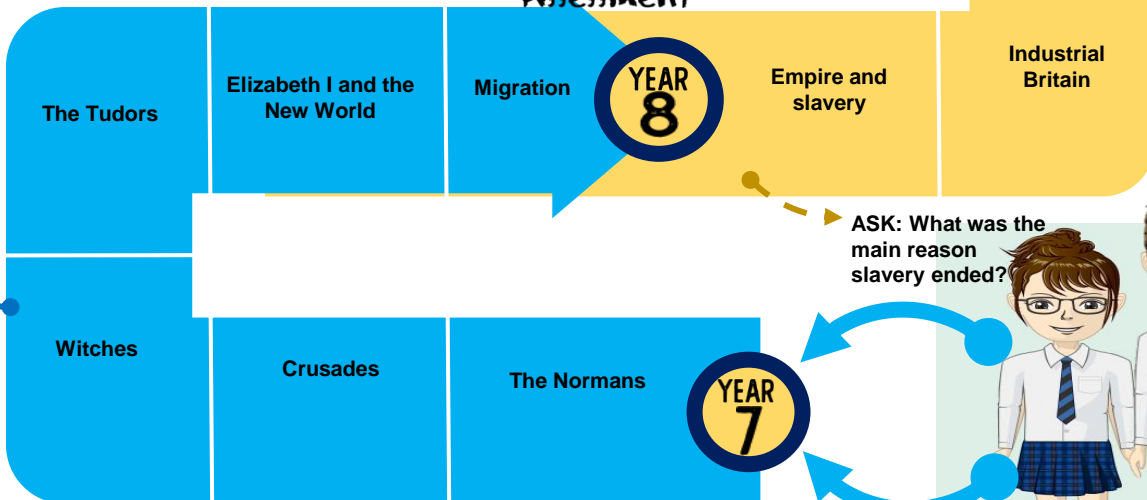 Assessment
The Tudors
Elizabeth I and the
New World
Migration
YEAR
8
Empire and
slavery
Industrial
Britain
ASK: What was the
main reason
slavery ended?
Witches
Crusades
The Normans
YEAR
7